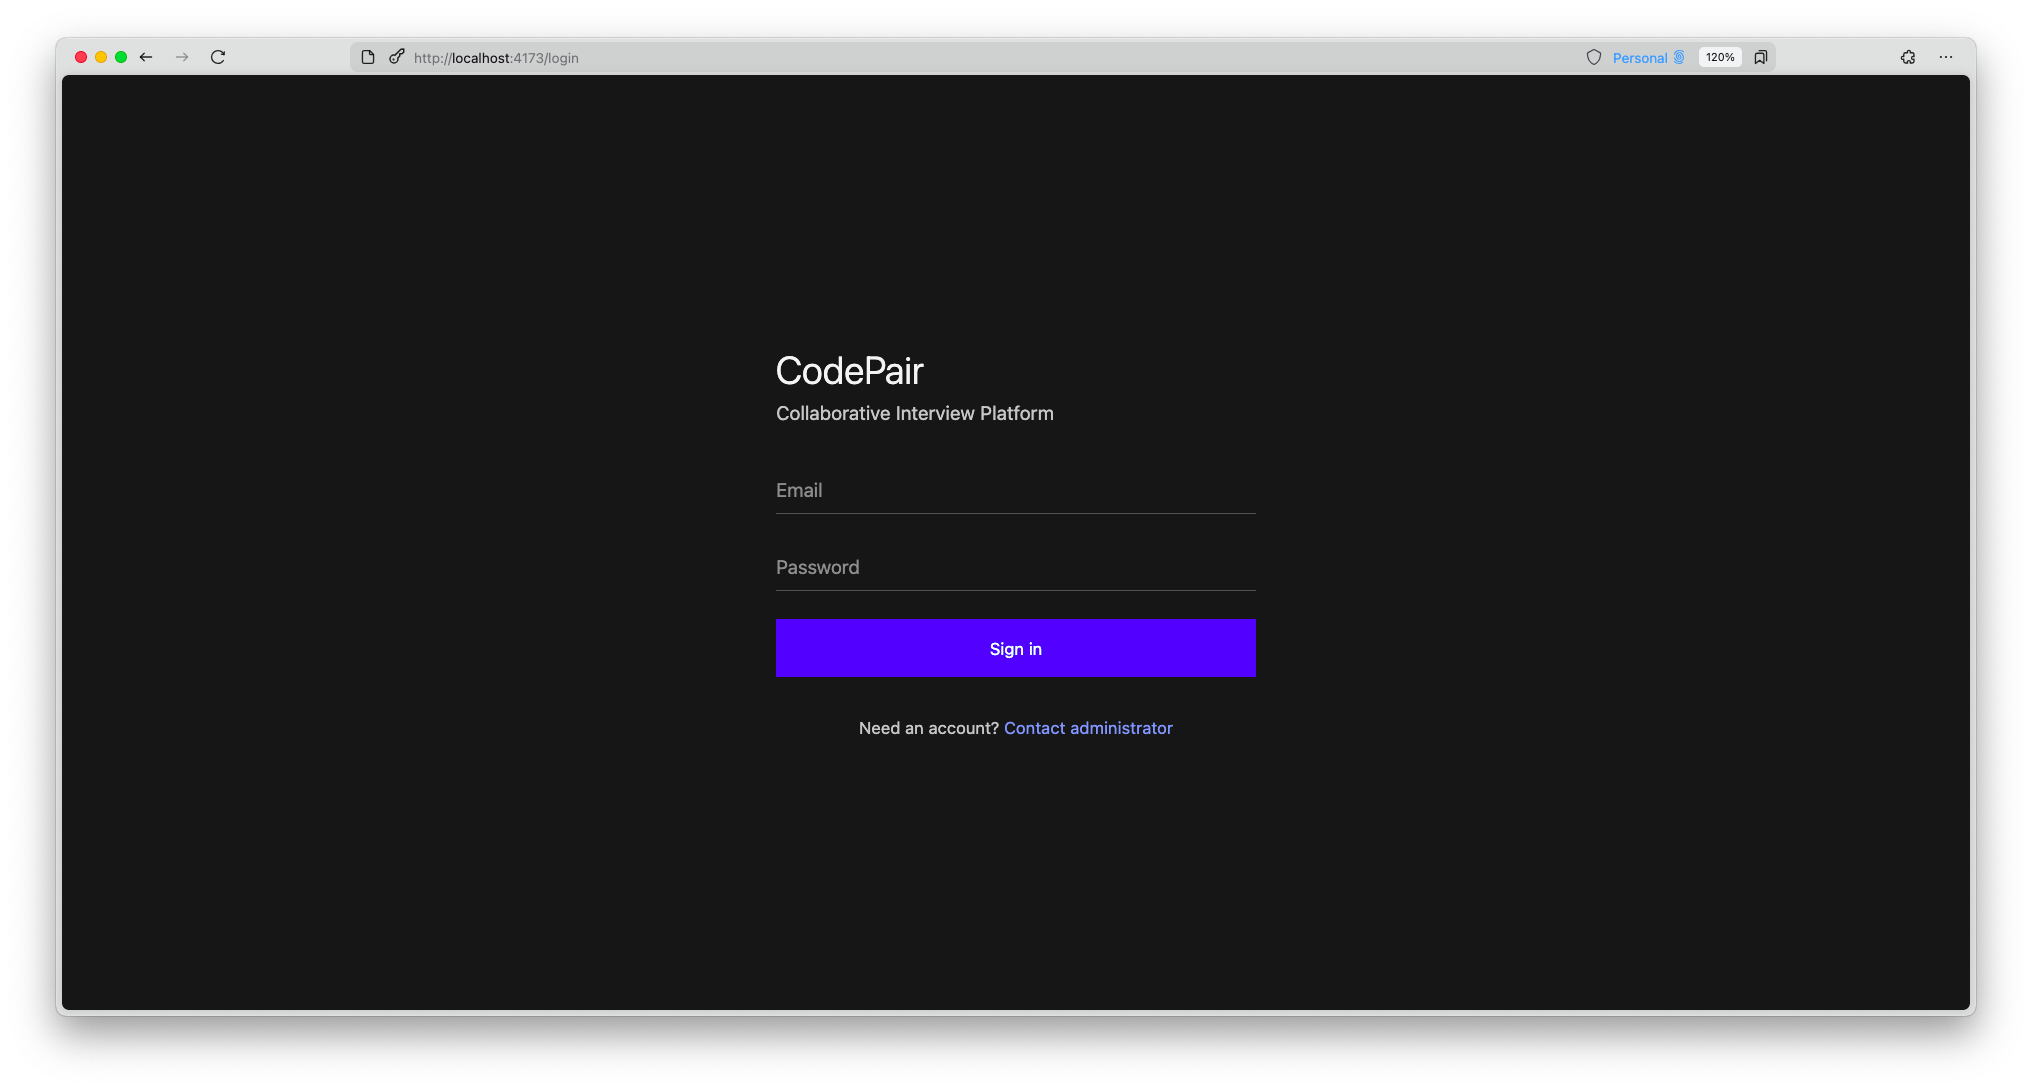 http://localhost:4173/login
Personal
120%
CodePair
Collaborative Interview Platform
Email
Password
Sign in
Need an account? Contact administrator